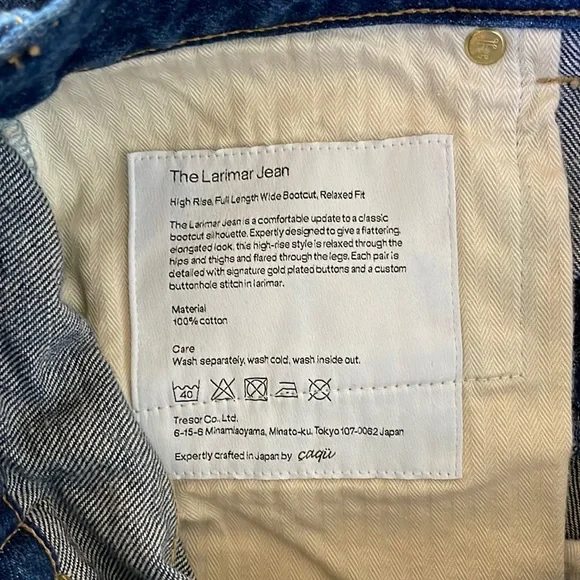 The Larimar Jean
High Rise, Full Length Wide Bootcut, Relaxed Fit
The Larimar Jean is a comfortable update to a classic
bootcut silhouette. Expertly designed to give a flattering,
elongated look, this high-rise style is relaxed through the
hips and thighs and flared through the legs. Each pair is
detailed with signature gold plated buttons and a custom
buttonhole stitch in larimar.
Material
100% cotton
Care
Wash separately, wash cold, wash inside out.
40
Tresor Co., Ltd.
6-15-6 Minamiaoyama, Minato-ku, Tokyo 107-0062 Japan
Expertly crafted in Japan by caqu